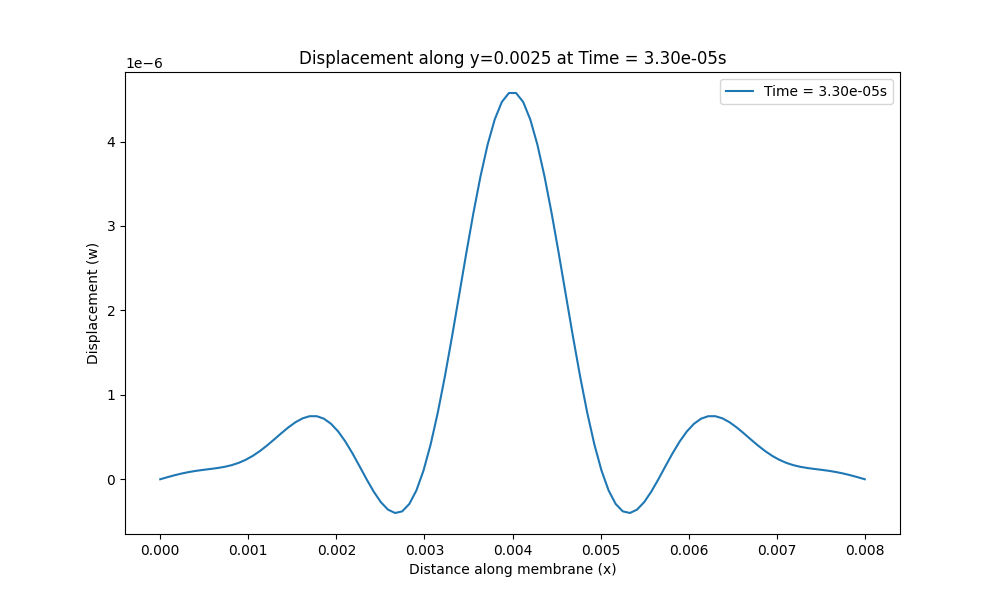 Displacement along y=0.0025 at Time = 3.30e-05s
1e−6
Time = 3.30e-05s
4
3
2
1
0
Displacement (w)
0.000 0.001 0.002 0.003 0.004 0.005 0.006 0.007 0.008
Distance along membrane (x)